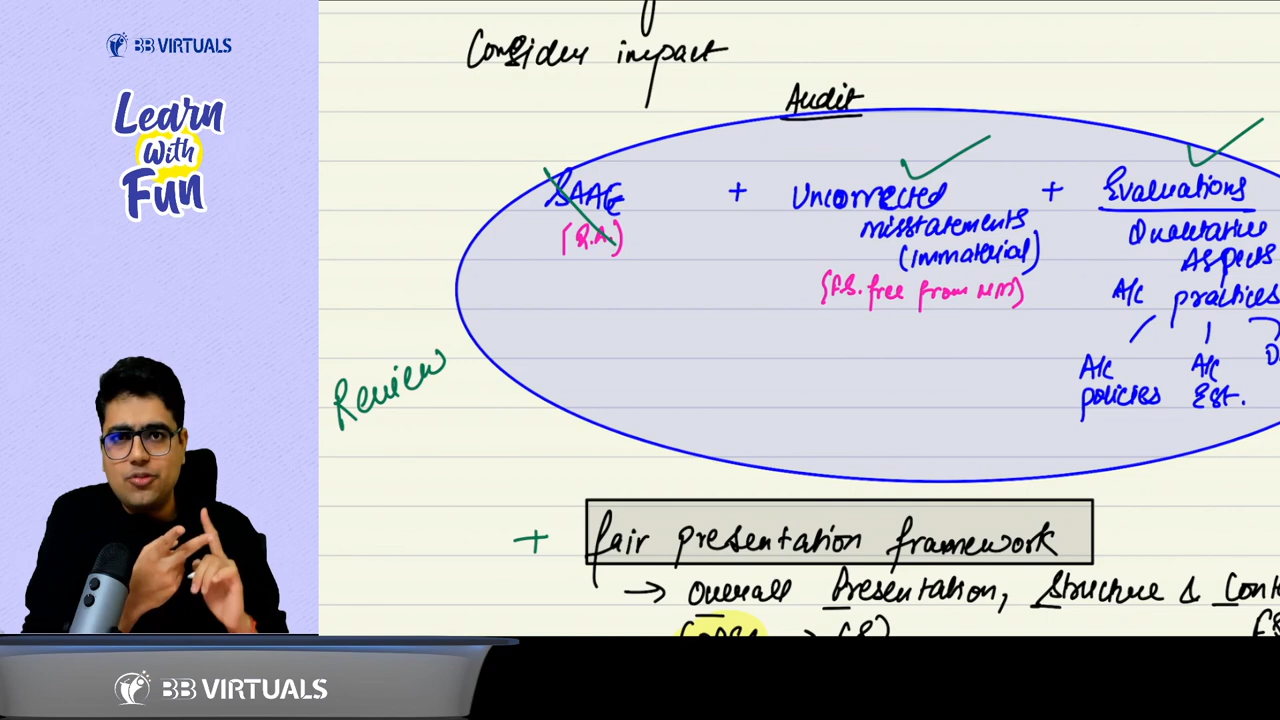 BB VIRTUALS
Learn
With
Fun
Consider impact
Audit
SAAE + Uncorrected + Evaluations
(R.A.) misstatements Qualitative
(immaterial) Aspects
(F.S. free from MM) A/c practices
A/c A/c D
policies Est.
Review
+ fair presentation framework
→ Overall Presentation, Structure & Cont
BB VIRTUALS